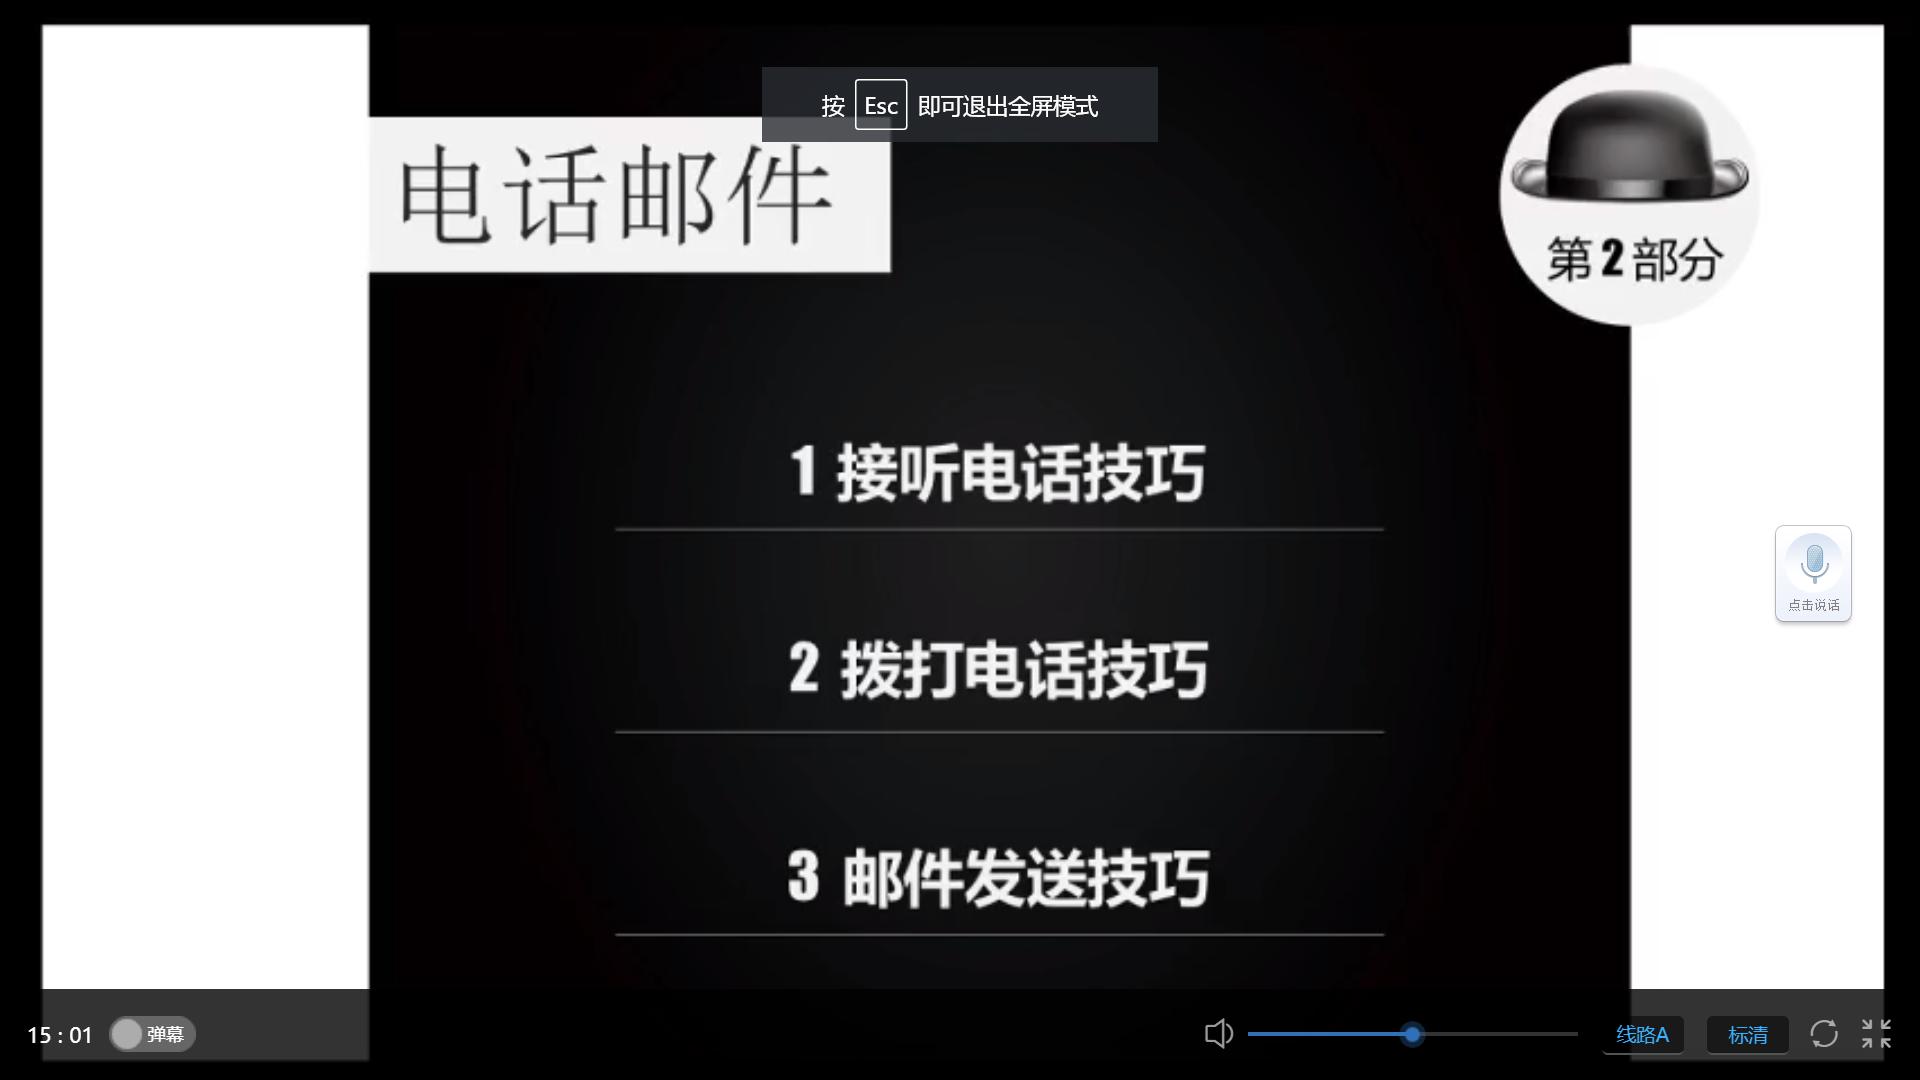 按 Esc 即可退出全屏模式
电话邮件
第2部分
1 接听电话技巧
2 拨打电话技巧
3 邮件发送技巧
点击说话
15 : 01 弹幕
线路A
标清